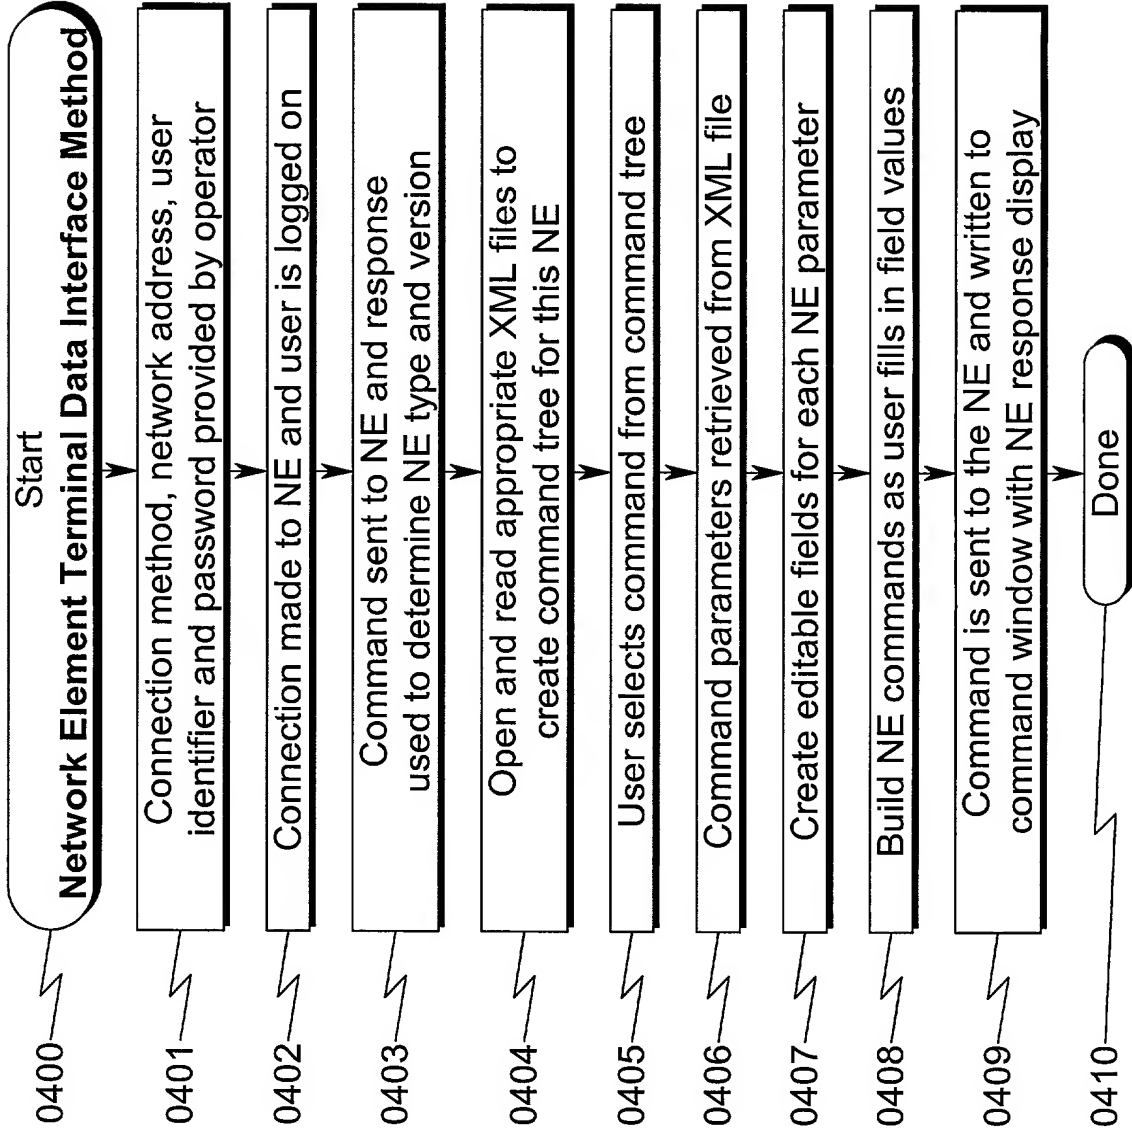 Start
Network Element Terminal Data Interface Method
0400
Connection method, network address, user
identifier and password provided by operator
0401
Connection made to NE and user is logged on
0402
Command sent to NE and response
used to determine NE type and version
0403
Open and read appropriate XML files to
create command tree for this NE
0404
User selects command from command tree
0405
Command parameters retrieved from XML file
0406
Create editable fields for each NE parameter
0407
Build NE commands as user fills in field values
0408
Command is sent to the NE and written to
command window with NE response display
0409
Done
0410